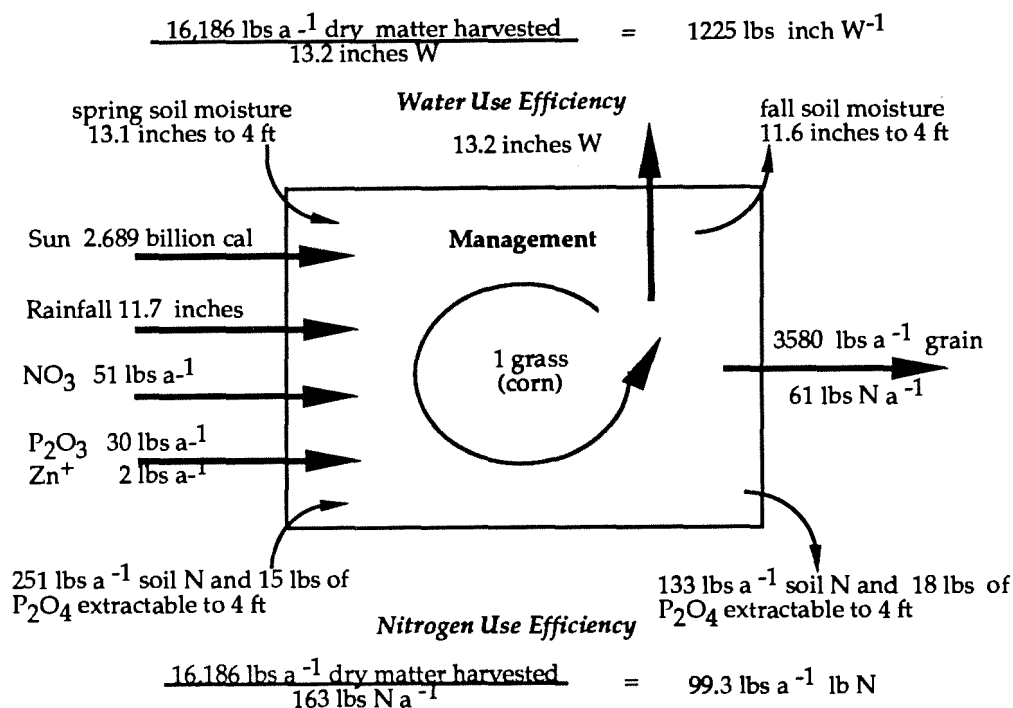 16,186 lbs a -1 dry matter harvested
13.2 inches W
= 1225 lbs inch W-1
Water Use Efficiency
spring soil moisture
13.1 inches to 4 ft
13.2 inches W
fall soil moisture
11.6 inches to 4 ft
Sun 2.689 billion cal
Management
Rainfall 11.7 inches
NO3 51 lbs a-1
1 grass
(corn)
3580 lbs a -1 grain
61 lbs N a -1
P2O3 30 lbs a-1
Zn+ 2 lbs a-1
251 lbs a -1 soil N and 15 lbs of
P2O4 extractable to 4 ft
133 lbs a -1 soil N and 18 lbs of
P2O4 extractable to 4 ft
Nitrogen Use Efficiency
16,186 lbs a -1 dry matter harvested
163 lbs N a -1
= 99.3 lbs a -1 lb N